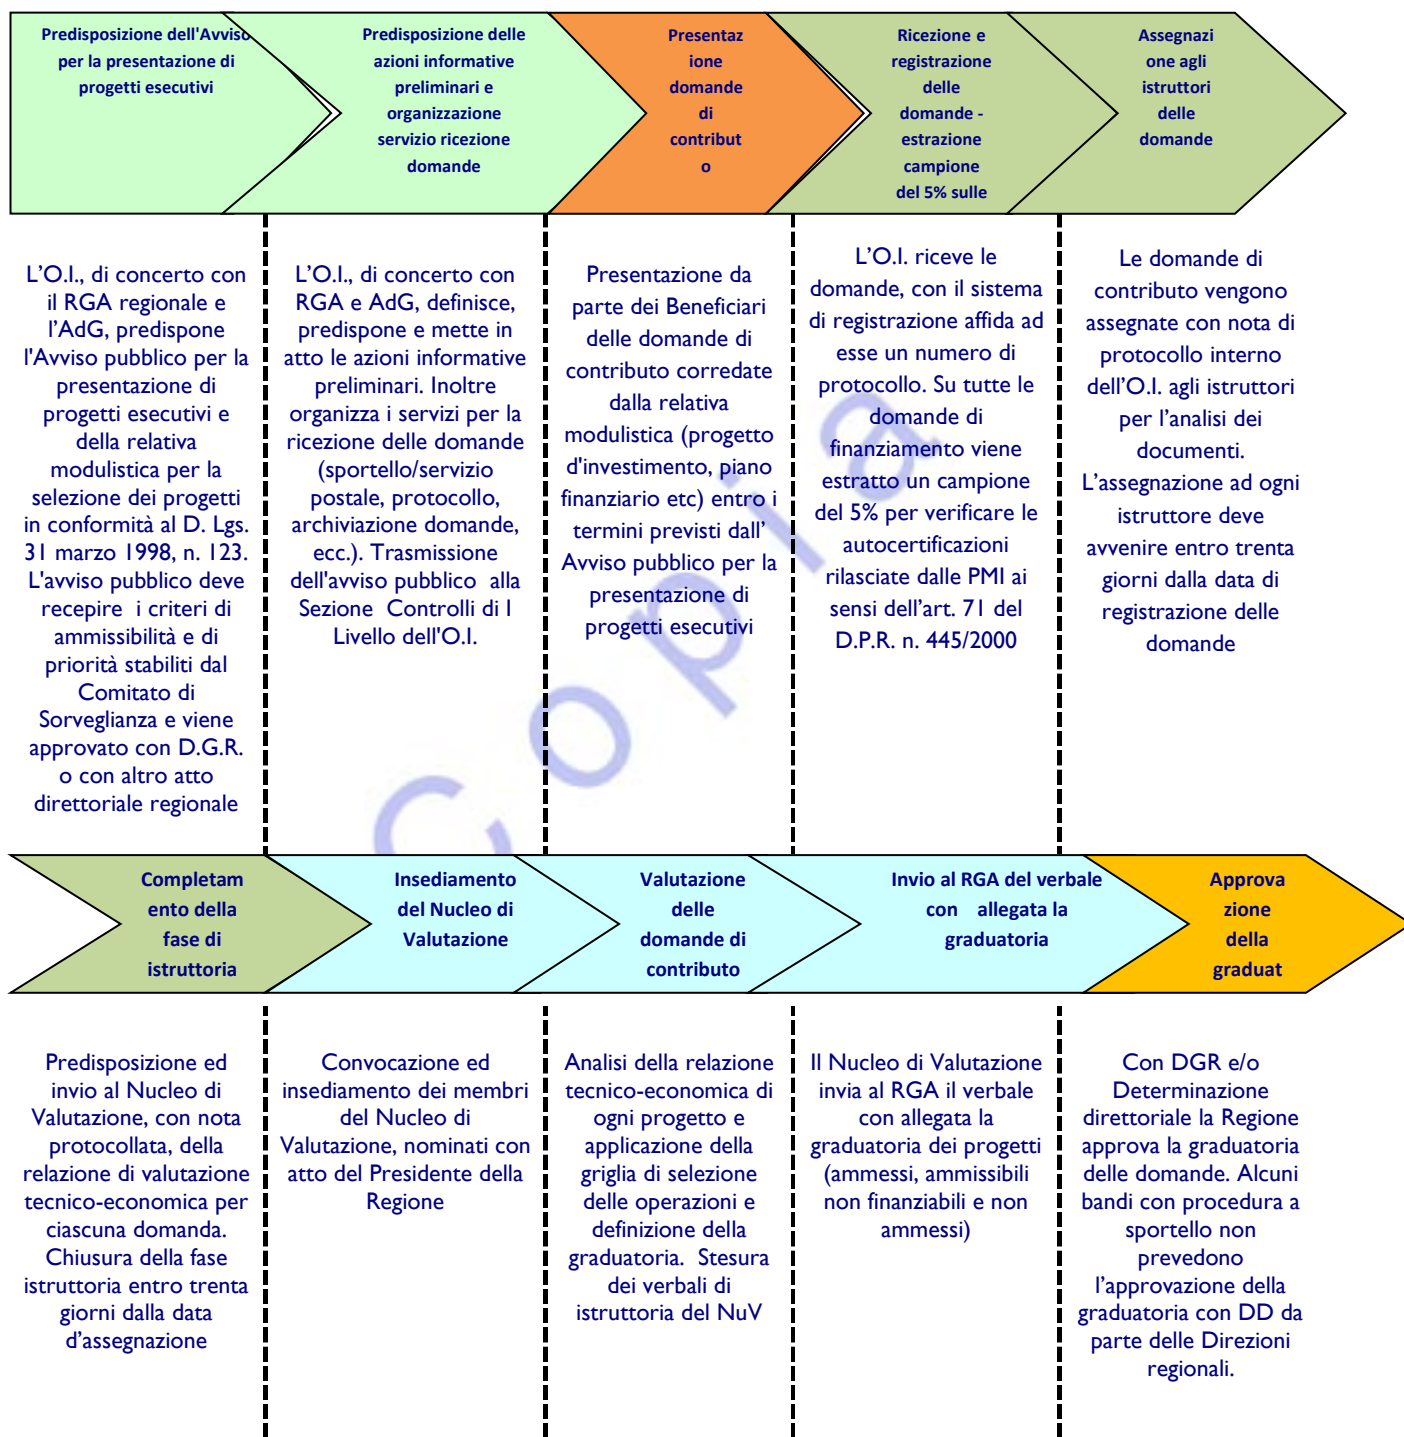 Predisposizione dell'Avviso
per la presentazione di
progetti esecutivi
Predisposizione delle
azioni informative
preliminari e
organizzazione
servizio ricezione
domande
Presentaz
ione
domande
di
contribut
o
Ricezione e
registrazione
delle
domande -
estrazione
campione
del 5% sulle
Assegnazi
one agli
istruttori
delle
domande
L'O.I., di concerto con
il RGA regionale e
l'AdG, predispone
l'Avviso pubblico per la
presentazione di
progetti esecutivi e
della relativa
modulistica per la
selezione dei progetti
in conformità al D. Lgs.
31 marzo 1998, n. 123.
L'avviso pubblico deve
recepire i criteri di
ammissibilità e di
priorità stabiliti dal
Comitato di
Sorveglianza e viene
approvato con D.G.R.
o con altro atto
direttoriale regionale
L'O.I., di concerto con
RGA e AdG, definisce,
predispone e mette in
atto le azioni informative
preliminari. Inoltre
organizza i servizi per la
ricezione delle domande
(sportello/servizio
postale, protocollo,
archiviazione domande,
ecc.). Trasmissione
dell'avviso pubblico alla
Sezione Controlli di I
Livello dell'O.I.
Presentazione da
parte dei Beneficiari
delle domande di
contributo corredate
dalla relativa
modulistica (progetto
d'investimento, piano
finanziario etc) entro i
termini previsti dall'
Avviso pubblico per la
presentazione di
progetti esecutivi
L'O.I. riceve le
domande, con il sistema
di registrazione affida ad
esse un numero di
protocollo. Su tutte le
domande di
finanziamento viene
estratto un campione
del 5% per verificare le
autocertificazioni
rilasciate dalle PMI ai
sensi dell'art. 71 del
D.P.R. n. 445/2000
Le domande di
contributo vengono
assegnate con nota di
protocollo interno
dell'O.I. agli istruttori
per l'analisi dei
documenti.
L'assegnazione ad ogni
istruttore deve
avvenire entro trenta
giorni dalla data di
registrazione delle
domande
Copia
Completam
ento della
fase di
istruttoria
Insediamento
del Nucleo di
Valutazione
Valutazione
delle
domande di
contributo
Invio al RGA del verbale
con allegata la
graduatoria
Approva
zione
della
graduat
Predisposizione ed
invio al Nucleo di
Valutazione, con nota
protocollata, della
relazione di valutazione
tecnico-economica per
ciascuna domanda.
Chiusura della fase
istruttoria entro trenta
giorni dalla data
d'assegnazione
Convocazione ed
insediamento dei membri
del Nucleo di
Valutazione, nominati con
atto del Presidente della
Regione
Analisi della relazione
tecnico-economica di
ogni progetto e
applicazione della
griglia di selezione
delle operazioni e
definizione della
graduatoria. Stesura
dei verbali di
istruttoria del NuV
Il Nucleo di Valutazione
invia al RGA il verbale
con allegata la
graduatoria dei progetti
(ammessi, ammissibili
non finanziabili e non
ammessi)
Con DGR e/o
Determinazione
direttoriale la Regione
approva la graduatoria
delle domande. Alcuni
bandi con procedura a
sportello non
prevedono
l'approvazione della
graduatoria con DD da
parte delle Direzioni
regionali.